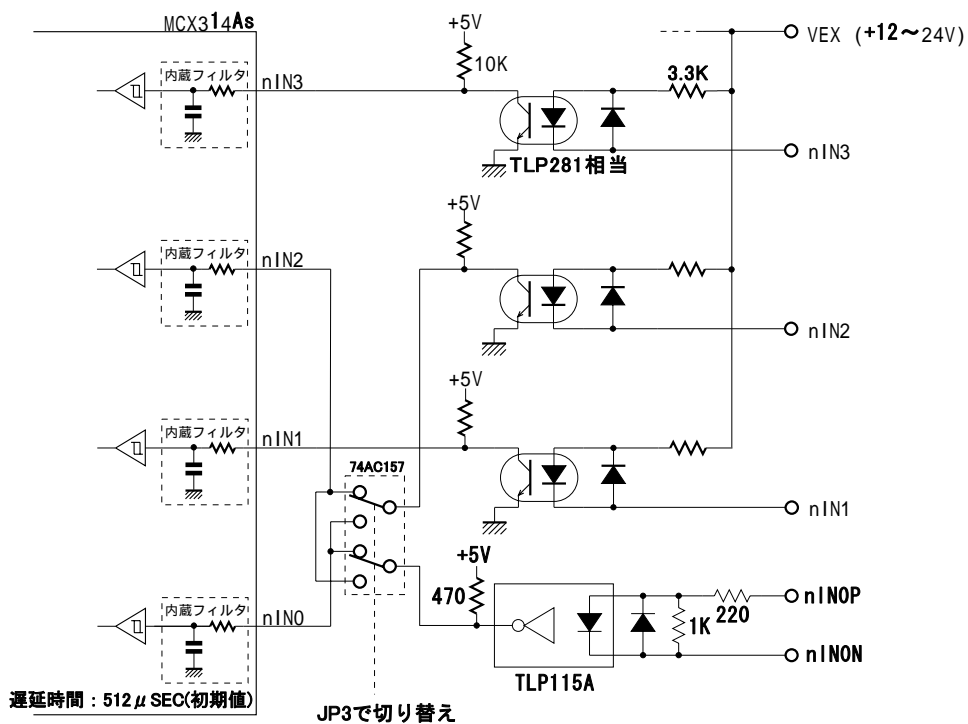 MCX314As
+5V
VEX (+12～24V)
内蔵フィルタ
nIN3
10K
3.3K
nIN3
TLP281相当
+5V
内蔵フィルタ
nIN2
nIN2
+5V
内蔵フィルタ
nIN1
74AC157
nIN1
+5V
470
nIN0P
220
1K
内蔵フィルタ
nIN0
nIN0N
TLP115A
遅延時間：512μSEC(初期値)
JP3で切り替え